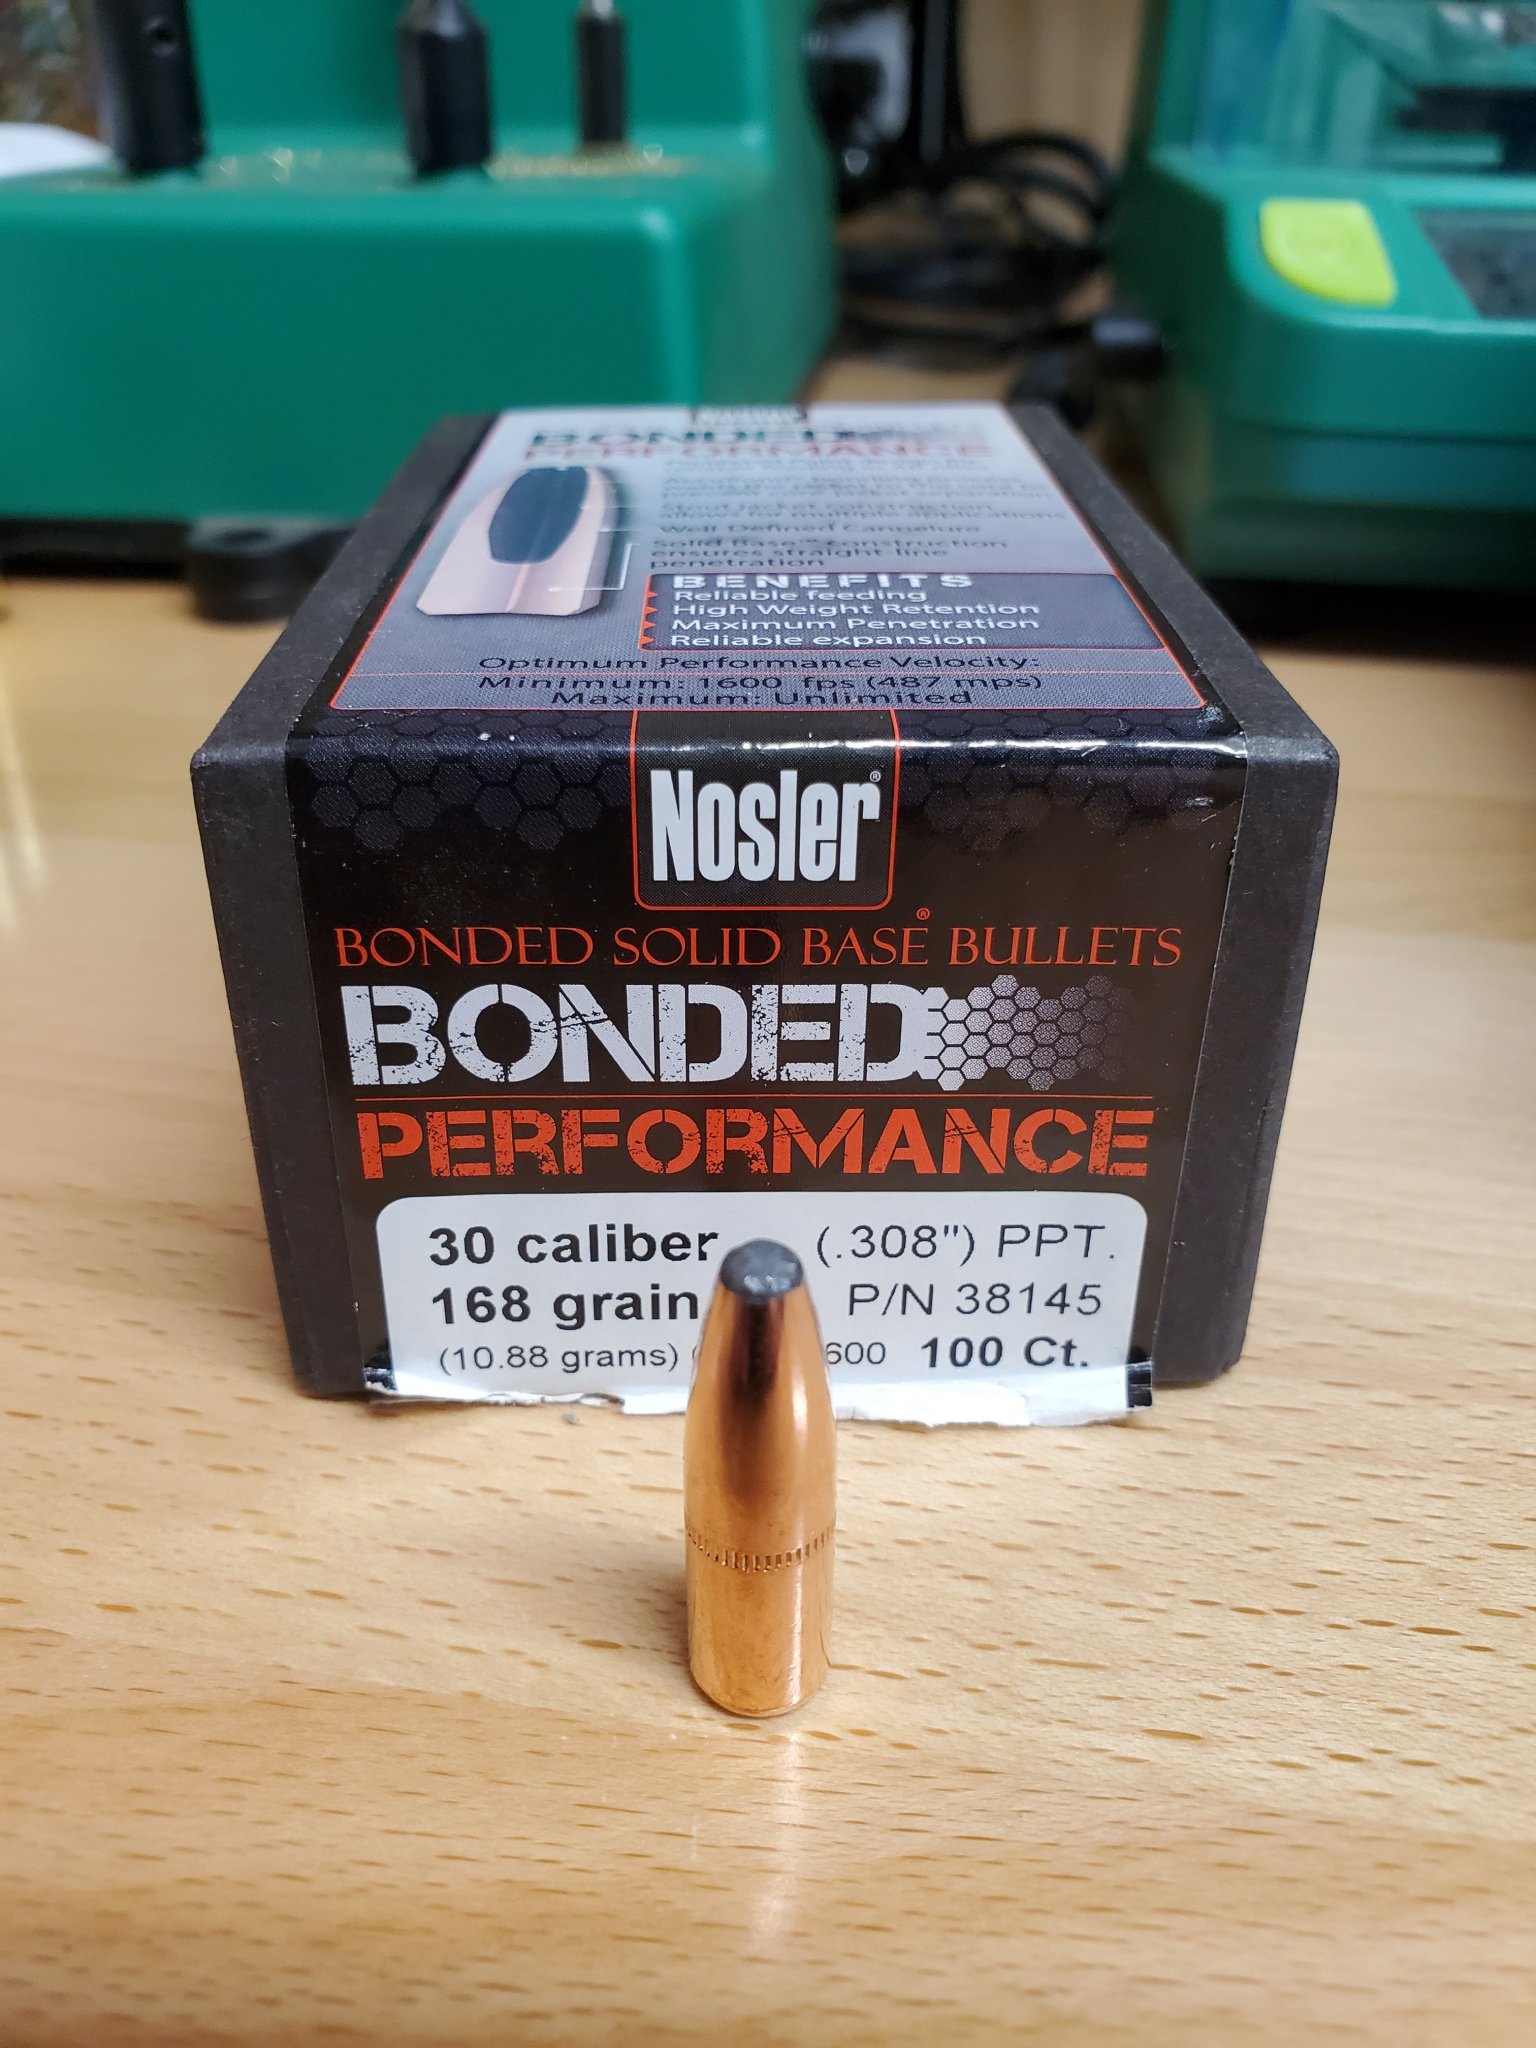 BONDED
PERFORMANCE
Well Defined Cannelure
Solid Base™ construction
ensures straight line
penetration
BENEFITS
Reliable feeding
High Weight Retention
Maximum Penetration
Reliable expansion
Optimum Performance Velocity:
Minimum: 1600 fps (487 mps)
Maximum: Unlimited
Nosler®
BONDED SOLID BASE® BULLETS
BONDED
PERFORMANCE
30 caliber (.308") PPT.
168 grain P/N 38145
(10.88 grams) ( 600 100 Ct.